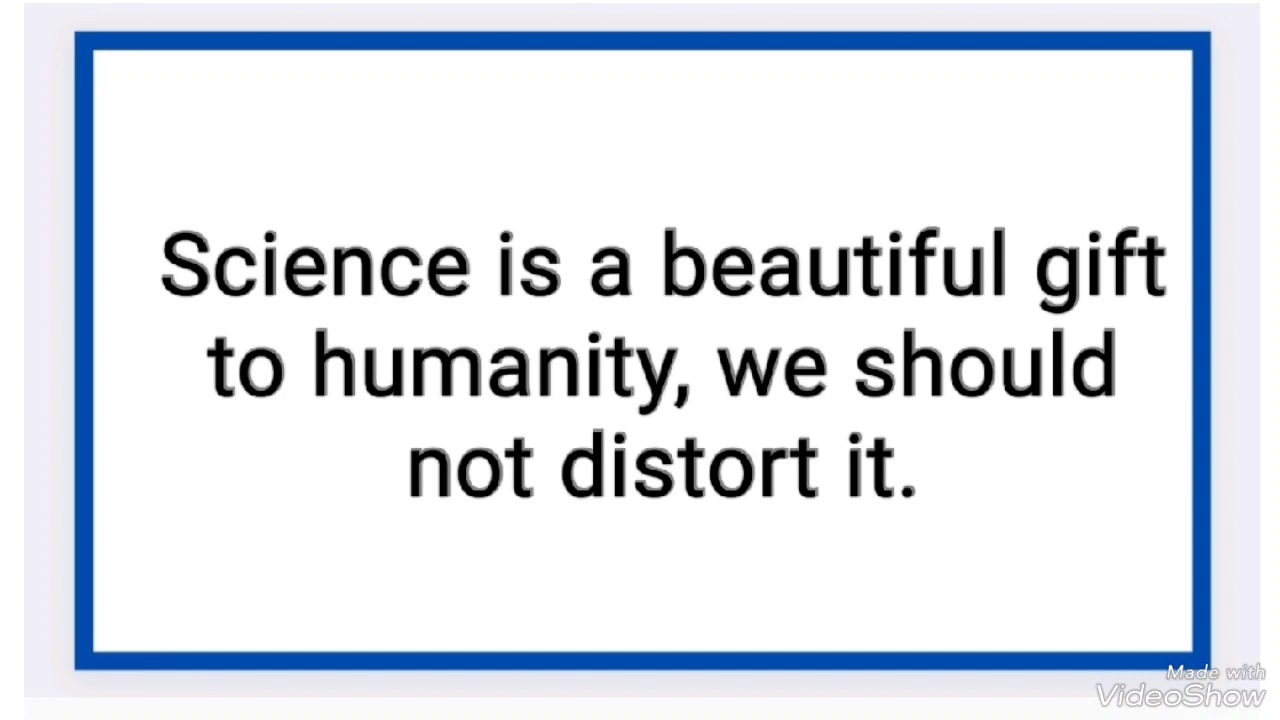 Science is a beautiful gift
to humanity, we should
not distort it.
Made with
VideoShow